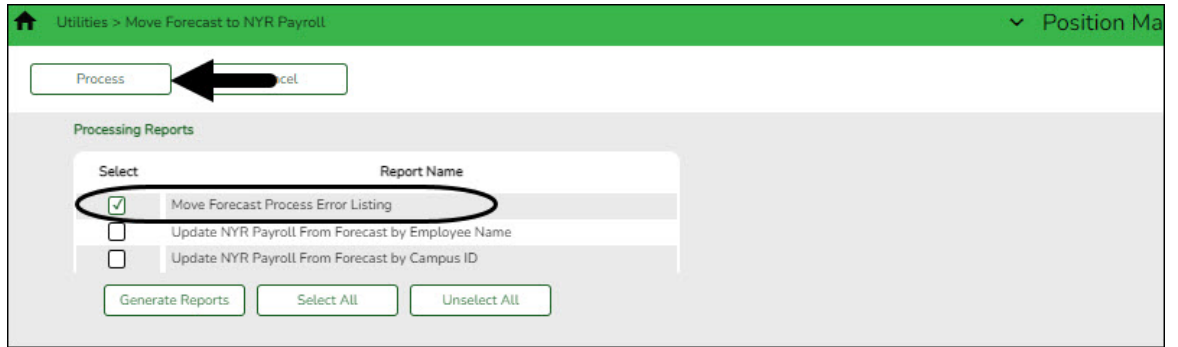 Utilities > Move Forecast to NYR Payroll
Position Ma
Process
cel
Processing Reports
Select Report Name
Move Forecast Process Error Listing
Update NYR Payroll From Forecast by Employee Name
Update NYR Payroll From Forecast by Campus ID
Generate Reports Select All Unselect All